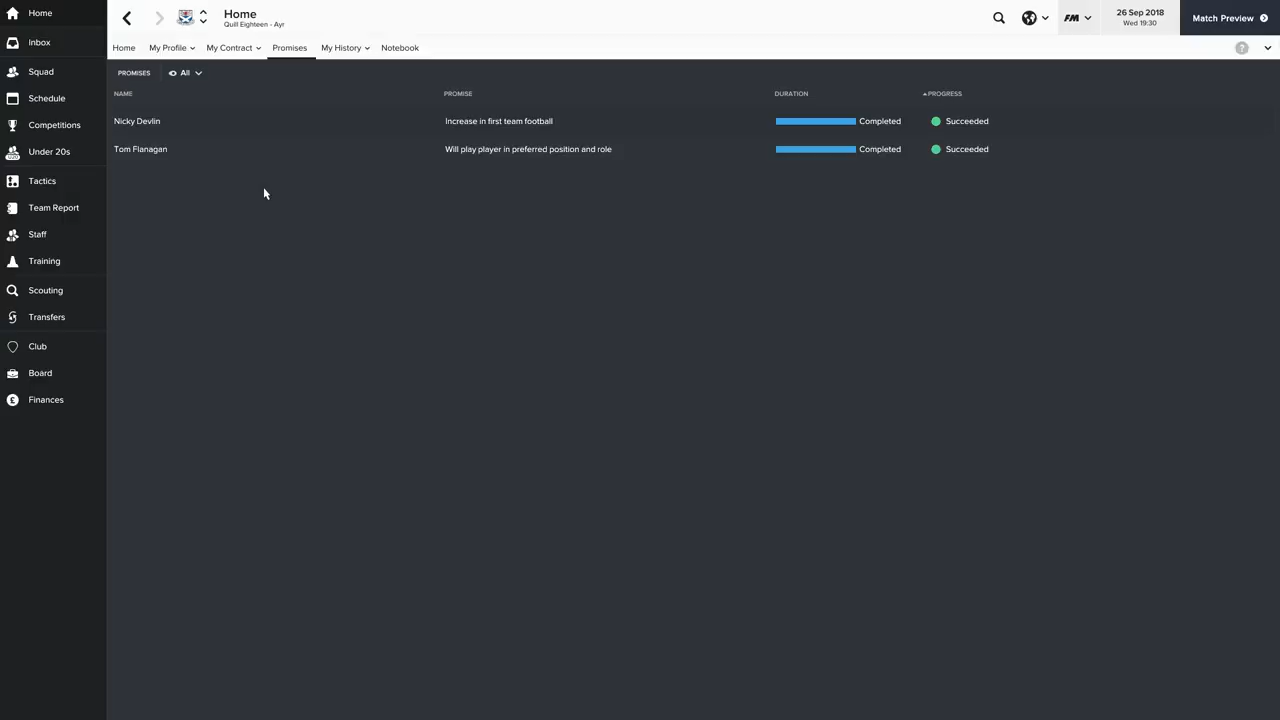 Home
Inbox
Squad
Schedule
Competitions
Under 20s
Tactics
Team Report
Staff
Training
Scouting
Transfers
Club
Board
Finances
Home
Quill Eighteen - Ayr
FM
26 Sep 2018
Wed 19:30
Match Preview
Home My Profile My Contract Promises My History Notebook
?
PROMISES All
NAME PROMISE DURATION PROGRESS
Nicky Devlin Increase in first team football Completed Succeeded
Tom Flanagan Will play player in preferred position and role Completed Succeeded